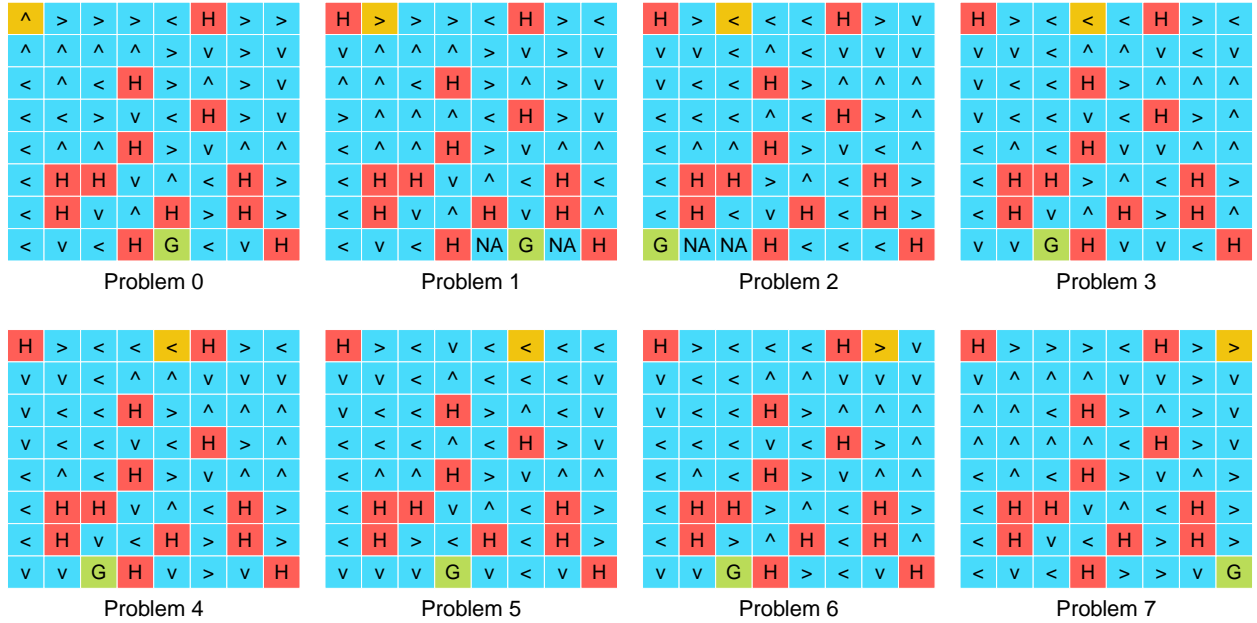 ^ > > > < H > >
^ ^ ^ ^ > v > v
< ^ < H > ^ > v
< < > v < H > v
< ^ ^ H > v ^ ^
< H H v ^ < H >
< H v ^ H > H >
< v < H G < v H
Problem 0
H > > > < H > <
v ^ ^ ^ > v > v
^ ^ < H > ^ > v
> ^ ^ ^ < H > v
< ^ ^ H > v ^ ^
< H H v ^ < H <
< H v ^ H v H ^
< v < H NA G NA H
Problem 1
H > < < < H > v
v v < ^ < v v v
v < < H > ^ ^ ^
< < < ^ < H > ^
< ^ ^ H > v < ^
< H H > ^ < H >
< H < v H < H >
G NA NA H < < < H
Problem 2
H > < < < H > <
v v < ^ ^ v < v
v < < H > ^ ^ ^
v < < v < H > ^
< ^ < H v v ^ ^
< H H > ^ < H >
< H v ^ H > H ^
v v G H v v < H
Problem 3
H > < < < H > <
v v < ^ ^ v v v
v < < H > ^ ^ ^
v < < v < H > ^
< ^ < H > v ^ ^
< H H v ^ < H >
< H v < H > H >
v v G H v > v H
Problem 4
H > < v < < < <
v v < ^ < < < v
v < < H > ^ < v
< < < ^ < H > v
< ^ ^ H > v ^ ^
< H H v ^ < H >
< H > < H < H >
v v v G v < v H
Problem 5
H > < < < H > v
v < < ^ ^ v v v
v < < H > ^ ^ ^
< < < v < H > ^
< ^ < H > v ^ ^
< H H > ^ < H >
< H > ^ H < H ^
v v G H > < v H
Problem 6
H > > > < H > >
v ^ ^ ^ v v > v
^ ^ < H > ^ > v
^ ^ ^ ^ < H > v
< ^ < H > v ^ >
< H H v ^ < H >
< H v < H > H >
< v < H > > v G
Problem 7